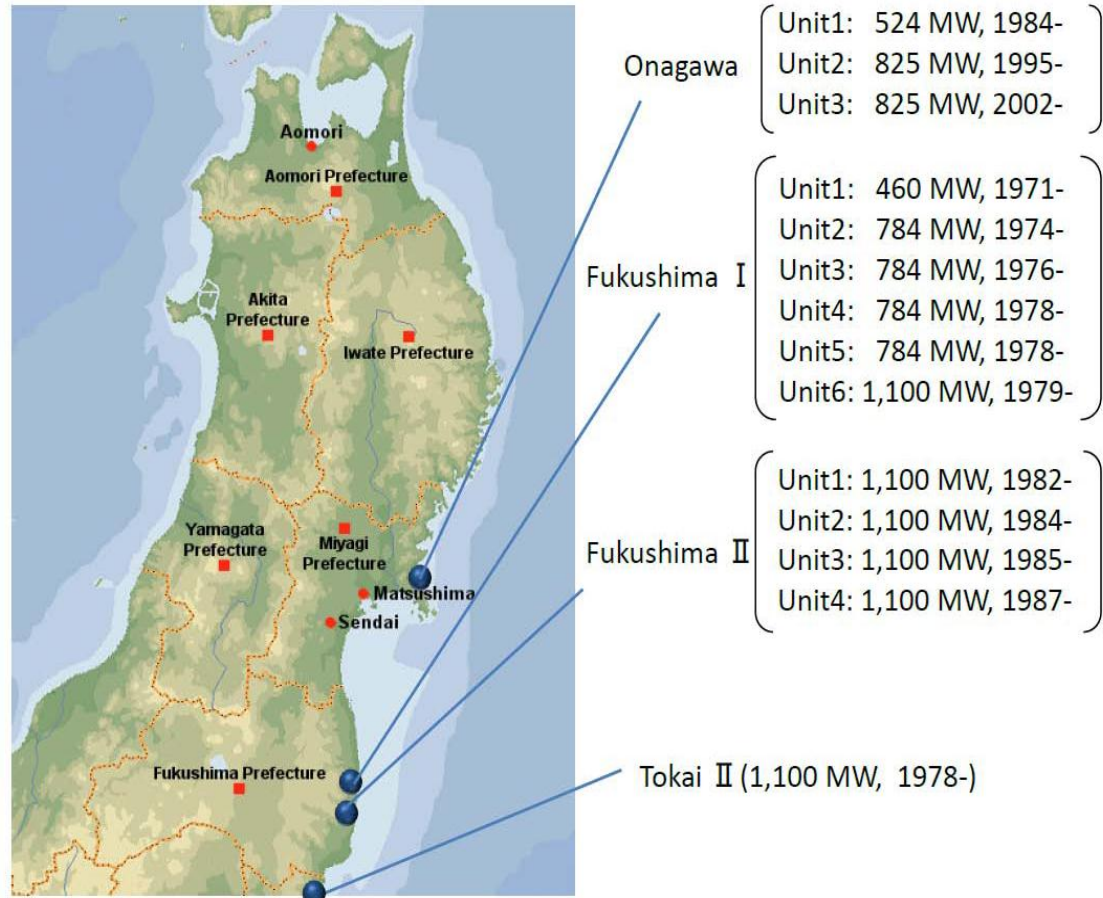 Aomori
Aomori Prefecture
Akita
Prefecture
Iwate Prefecture
Yamagata
Prefecture
Miyagi
Prefecture
Matsushima
Sendai
Fukushima Prefecture
Onagawa
Unit1: 524 MW, 1984-
Unit2: 825 MW, 1995-
Unit3: 825 MW, 2002-
Fukushima Ⅰ
Unit1: 460 MW, 1971-
Unit2: 784 MW, 1974-
Unit3: 784 MW, 1976-
Unit4: 784 MW, 1978-
Unit5: 784 MW, 1978-
Unit6: 1,100 MW, 1979-
Fukushima Ⅱ
Unit1: 1,100 MW, 1982-
Unit2: 1,100 MW, 1984-
Unit3: 1,100 MW, 1985-
Unit4: 1,100 MW, 1987-
Tokai Ⅱ (1,100 MW, 1978-)